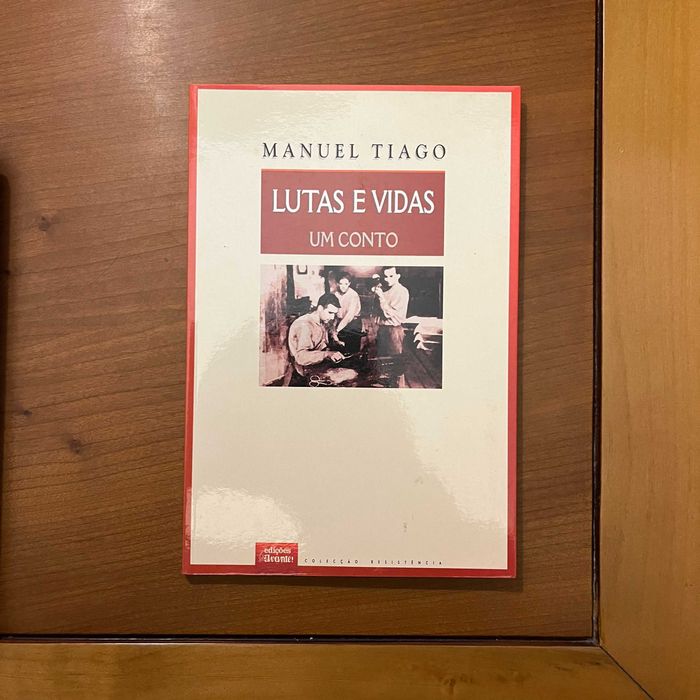 MANUEL TIAGO
LUTAS E VIDAS
UM CONTO
edições
Avante!
COLECÇÃO RESISTÊNCIA